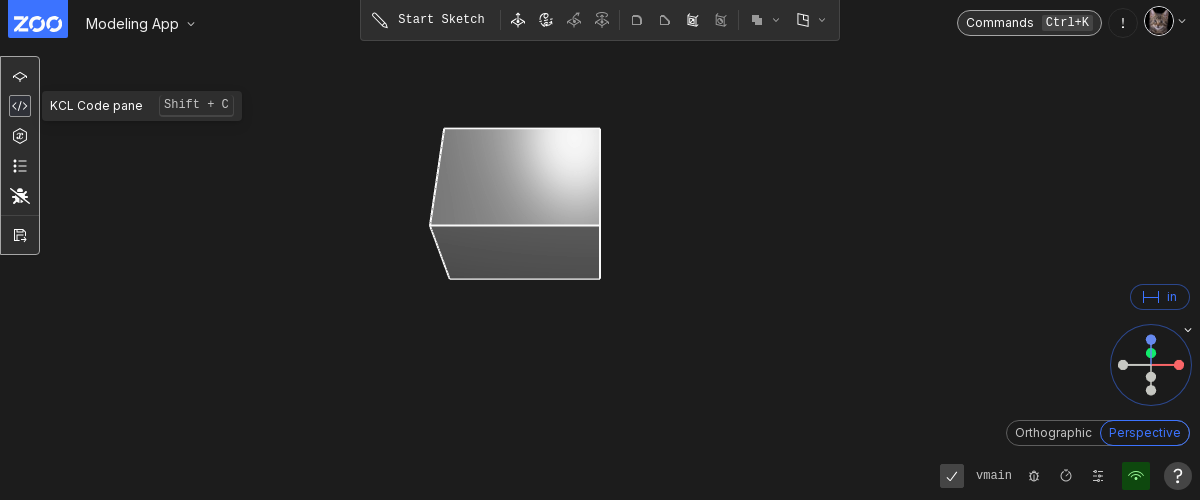 ZOO
Modeling App
Start Sketch
Commands Ctrl+K
!
KCL Code pane Shift + C
in
Orthographic Perspective
vmain
?